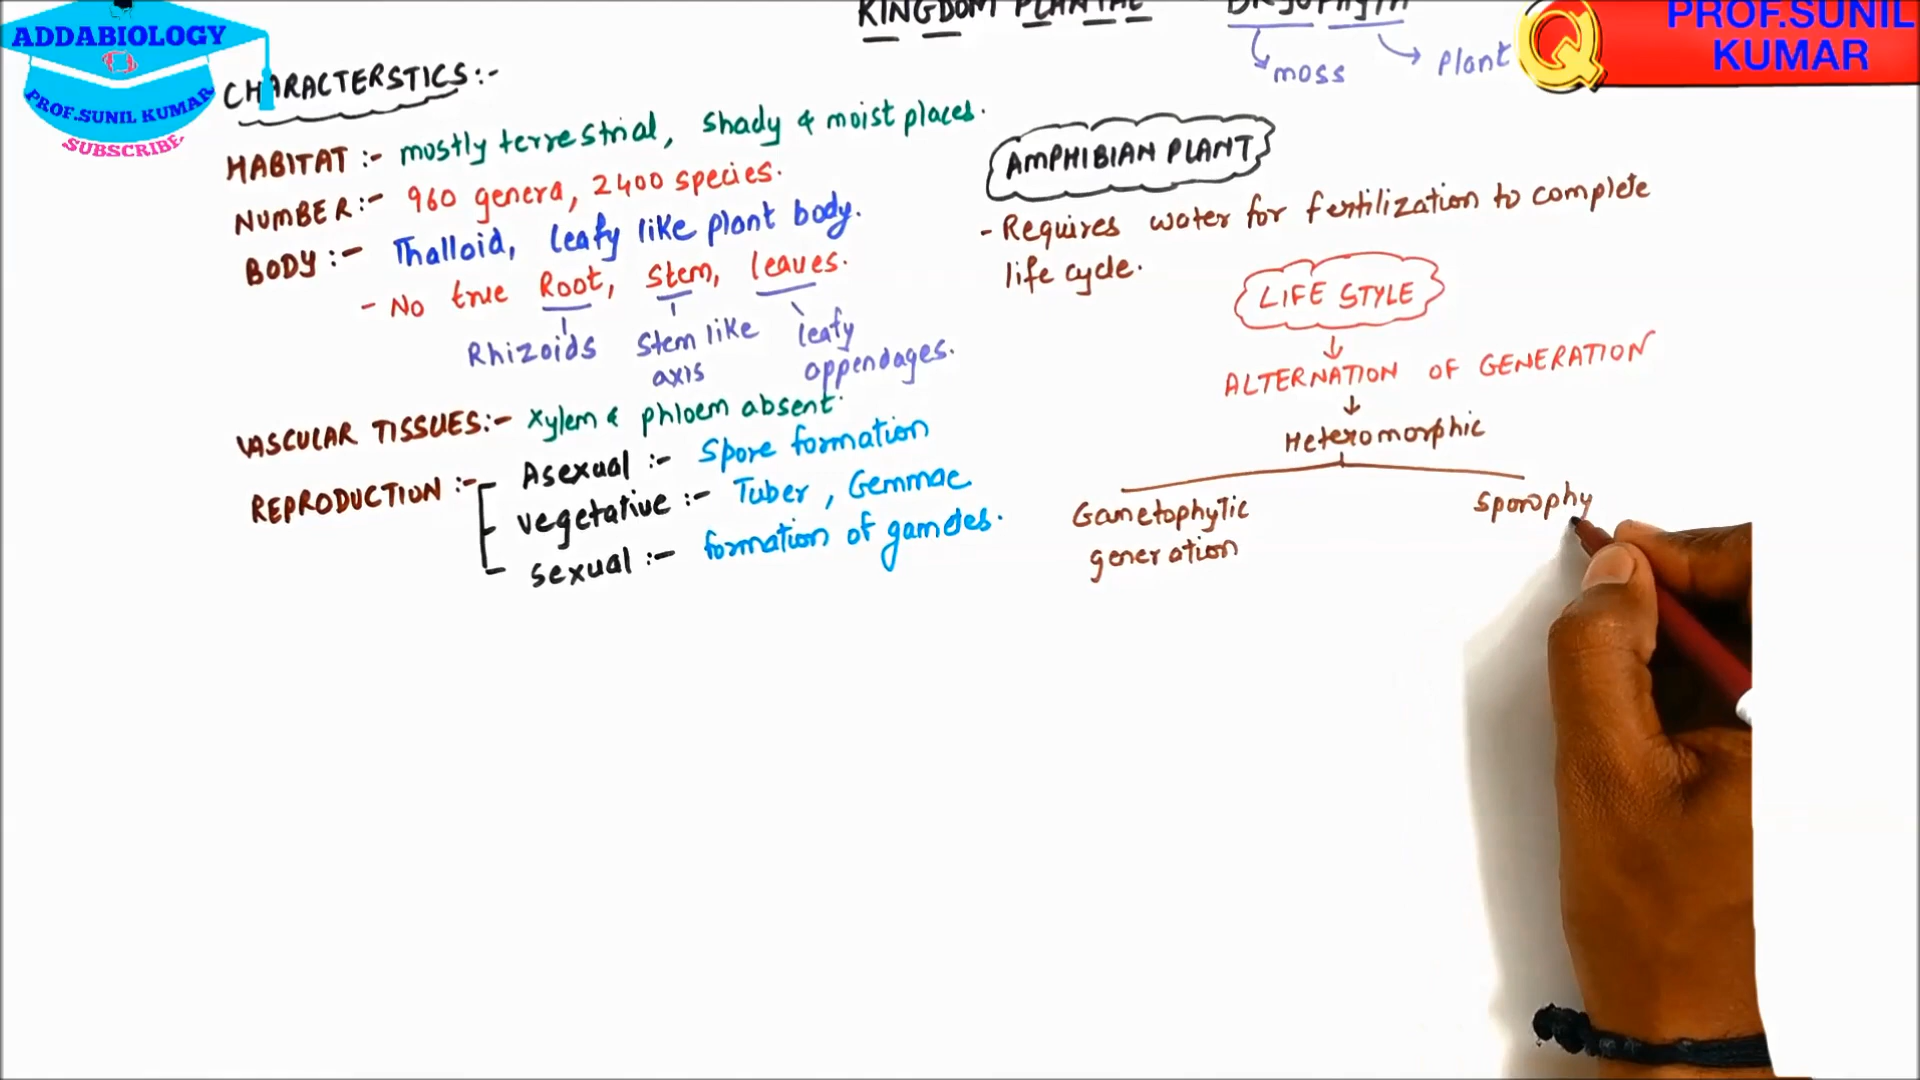 ADDABIOLOGY
PROF.SUNIL KUMAR
SUBSCRIBE
KINGDOM PLANTAE
Bryophyta
moss
plant
PROF.SUNIL
KUMAR
CHARACTERSTICS:-
HABITAT :- mostly terrestrial, shady & moist places.
NUMBER:- 960 genera, 2400 species.
BODY :- Thalloid, leafy like plant body.
- No true Root, Stem, leaves.
Rhizoids
Stem like
axis
leafy
appendages.
VASCULAR TISSUES:- xylem & phloem absent.
REPRODUCTION :-
Asexual :- Spore formation
vegetative :- Tuber, Gemmae
sexual :- formation of gametes.
AMPHIBIAN PLANT
- Requires water for fertilization to complete
life cycle.
LIFE STYLE
ALTERNATION OF GENERATION
Heteromorphic
Gametophytic
generation
Sporophy